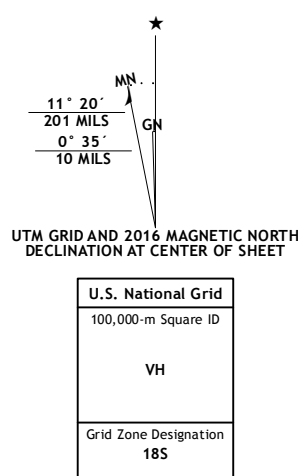 MN
11° 20´
201 MILS
GN
0° 35´
10 MILS
UTM GRID AND 2016 MAGNETIC NORTH
DECLINATION AT CENTER OF SHEET
U.S. National Grid
100,000-m Square ID
VH
Grid Zone Designation
18S